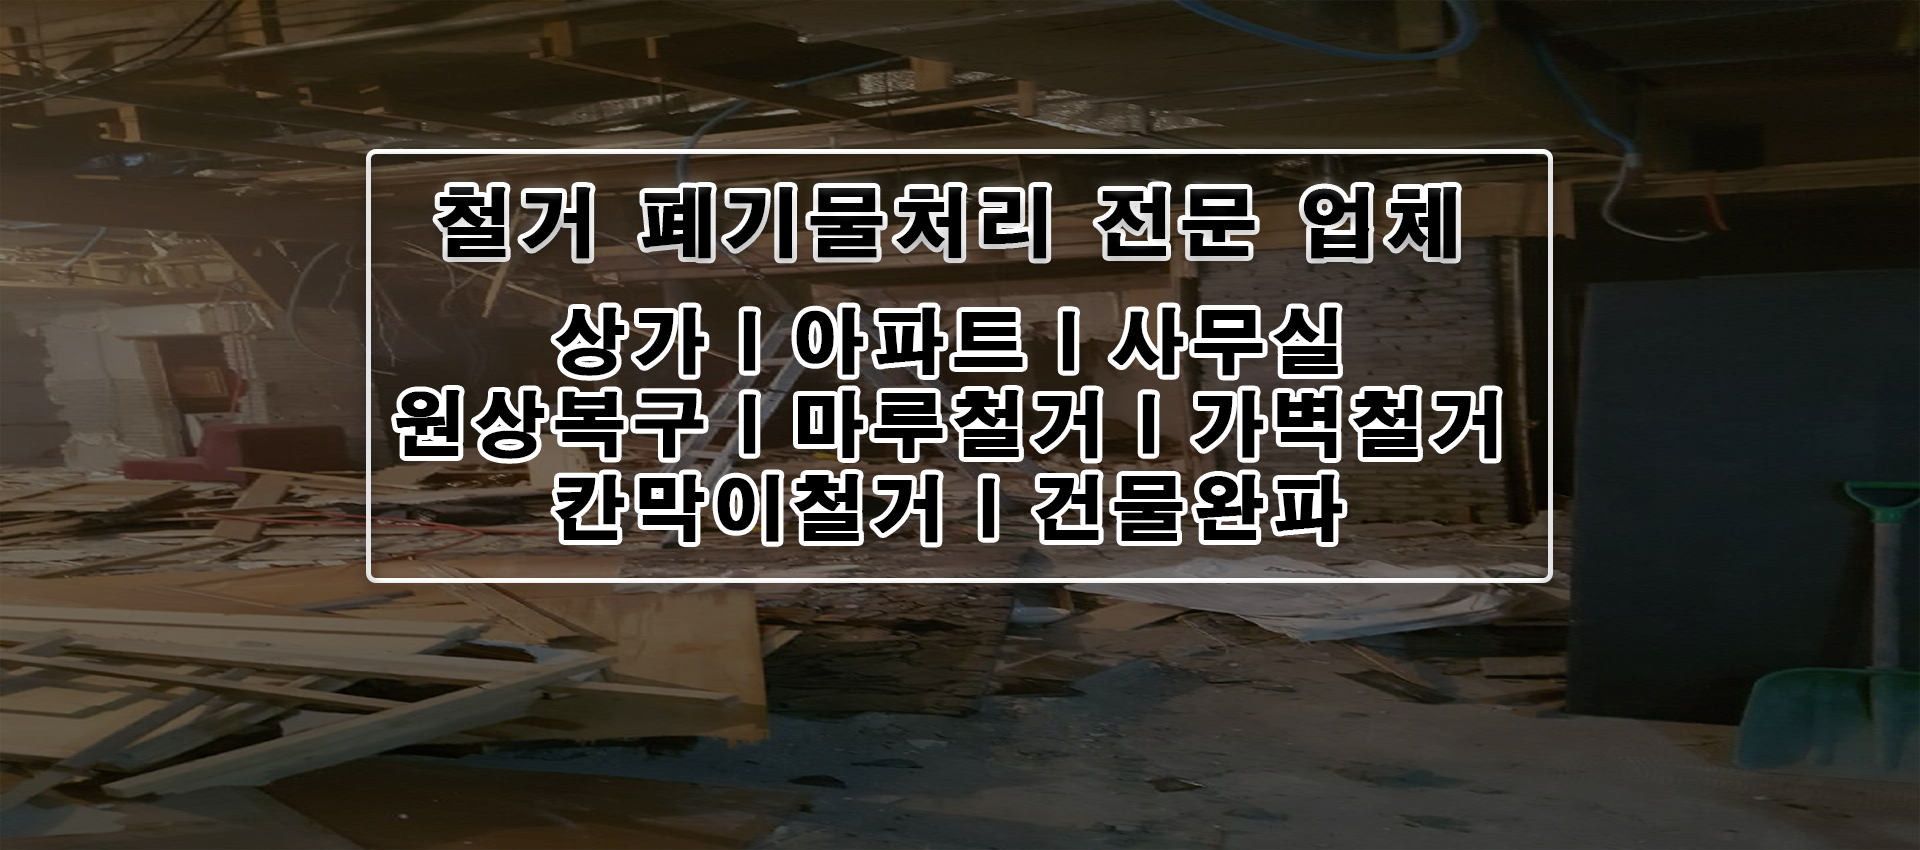 철거 폐기물처리 전문 업체
상가 | 아파트 | 사무실
원상복구 | 마루철거 | 가벽철거
칸막이철거 | 건물완파